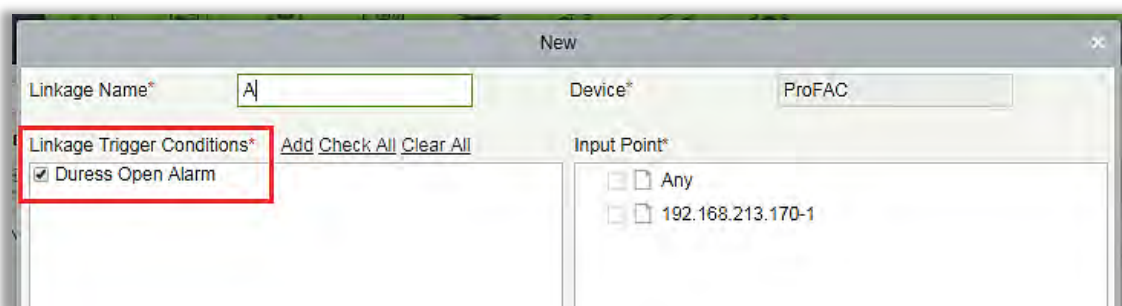 New
Linkage Name* A Device* ProFAC
Linkage Trigger Conditions* Add Check All Clear All Input Point*
Duress Open Alarm Any
192.168.213.170-1